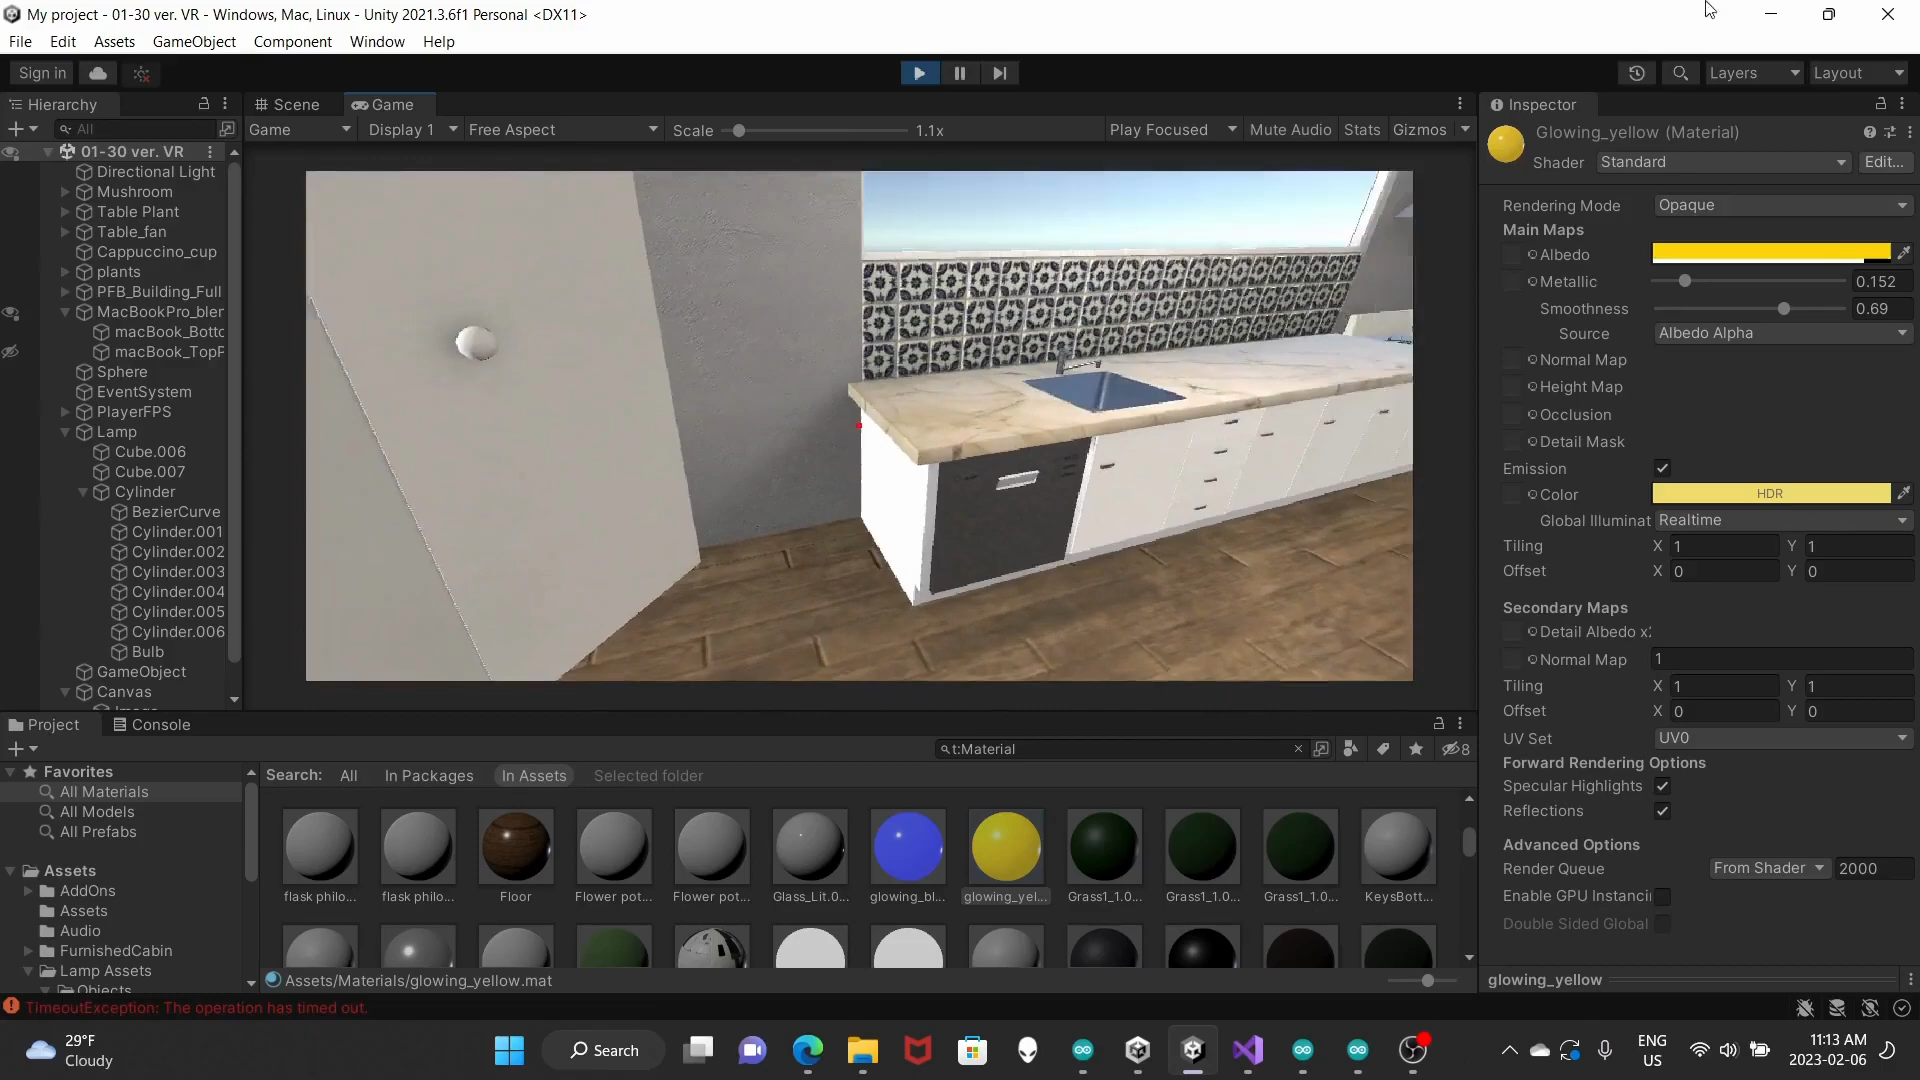 My project - 01-30 ver. VR - Windows, Mac, Linux - Unity 2021.3.6f1 Personal <DX11>
File Edit Assets GameObject Component Window Help
Sign in
Layers
Layout
Hierarchy
Scene
Game
Inspector
All
Game
Display 1
Free Aspect
Scale
1.1x
Play Focused
Mute Audio
Stats
Gizmos
01-30 ver. VR
Directional Light
Mushroom
Table Plant
Table_fan
Cappuccino_cup
plants
PFB_Building_Full
MacBookPro_bler
macBook_Botto
macBook_TopF
Sphere
EventSystem
PlayerFPS
Lamp
Cube.006
Cube.007
Cylinder
BezierCurve
Cylinder.001
Cylinder.002
Cylinder.003
Cylinder.004
Cylinder.005
Cylinder.006
Bulb
GameObject
Canvas
Glowing_yellow (Material)
Shader
Standard
Edit...
Rendering Mode
Opaque
Main Maps
Albedo
Metallic
0.152
Smoothness
0.69
Source
Albedo Alpha
Normal Map
Height Map
Occlusion
Detail Mask
Emission
Color
HDR
Global Illuminat
Realtime
Tiling X 1 Y 1
Offset X 0 Y 0
Secondary Maps
Detail Albedo x2
Normal Map
1
Tiling X 1 Y 1
Offset X 0 Y 0
UV Set
UV0
Forward Rendering Options
Specular Highlights
Reflections
Advanced Options
Render Queue
From Shader
2000
Enable GPU Instanci
Double Sided Global
glowing_yellow
Project
Console
t:Material
8
Favorites
All Materials
All Models
All Prefabs
Assets
AddOns
Assets
Audio
FurnishedCabin
Lamp Assets
Objects
Search: All In Packages In Assets Selected folder
flask philo...
flask philo...
Floor
Flower pot...
Flower pot...
Glass_Lit.0...
glowing_bl...
glowing_yel...
Grass1_1.0...
Grass1_1.0...
Grass1_1.0...
KeysBott...
Assets/Materials/glowing_yellow.mat
TimeoutException: The operation has timed out.
29°F
Cloudy
Search
ENG
US
11:13 AM
2023-02-06